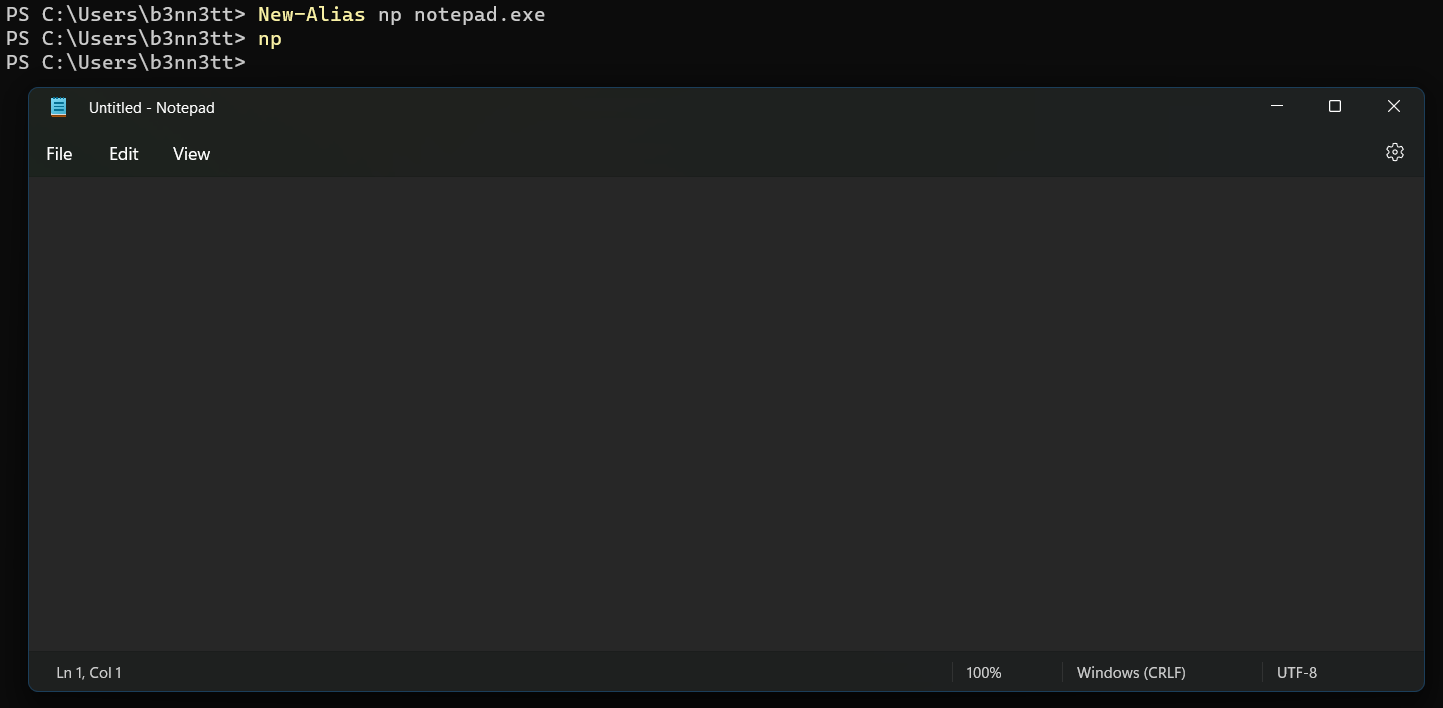 PS C:\Users\b3nn3tt> New-Alias np notepad.exe
PS C:\Users\b3nn3tt> np
PS C:\Users\b3nn3tt>
Untitled - Notepad
File Edit View
Ln 1, Col 1 100% Windows (CRLF) UTF-8